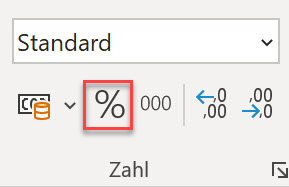 Standard
% 000 ←,0 ,00
,00 →,0
Zahl